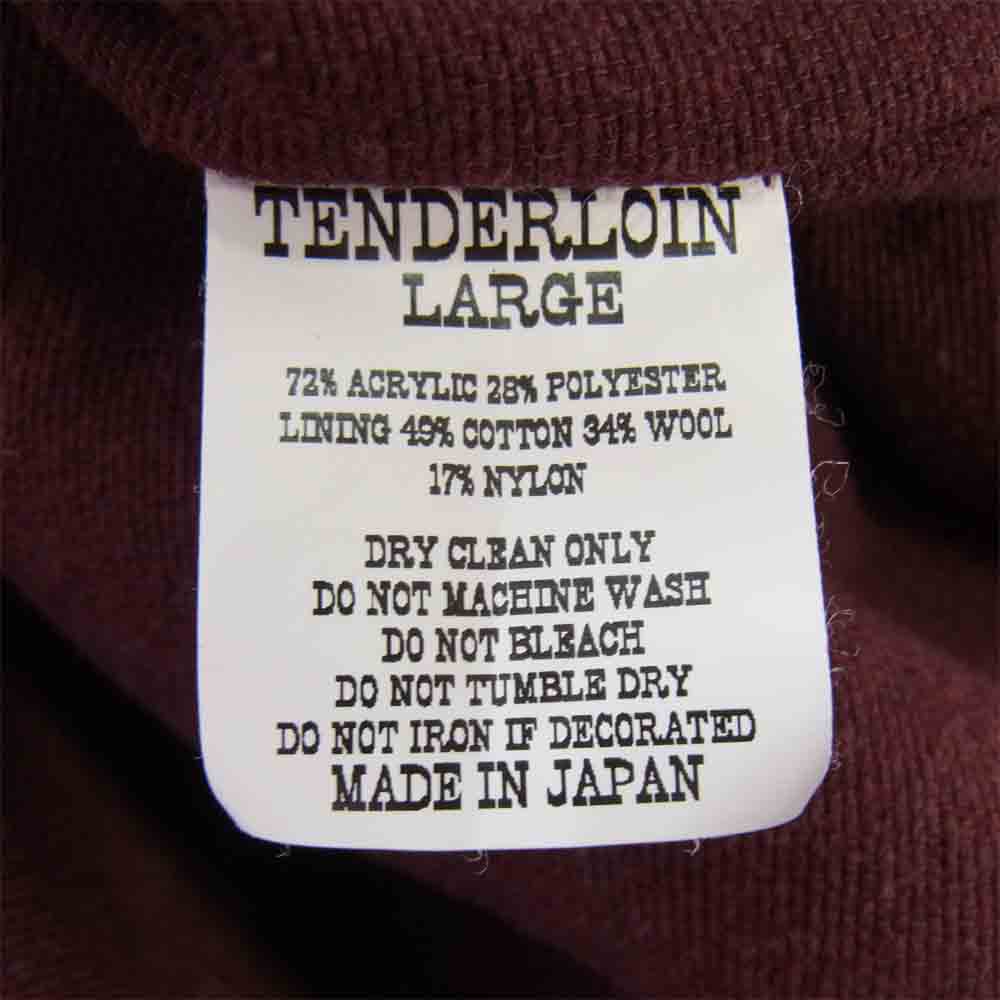 TENDERLOIN
LARGE
72% ACRYLIC 28% POLYESTER
LINING 49% COTTON 34% WOOL
17% NYLON
DRY CLEAN ONLY
DO NOT MACHINE WASH
DO NOT BLEACH
DO NOT TUMBLE DRY
DO NOT IRON IF DECORATED
MADE IN JAPAN